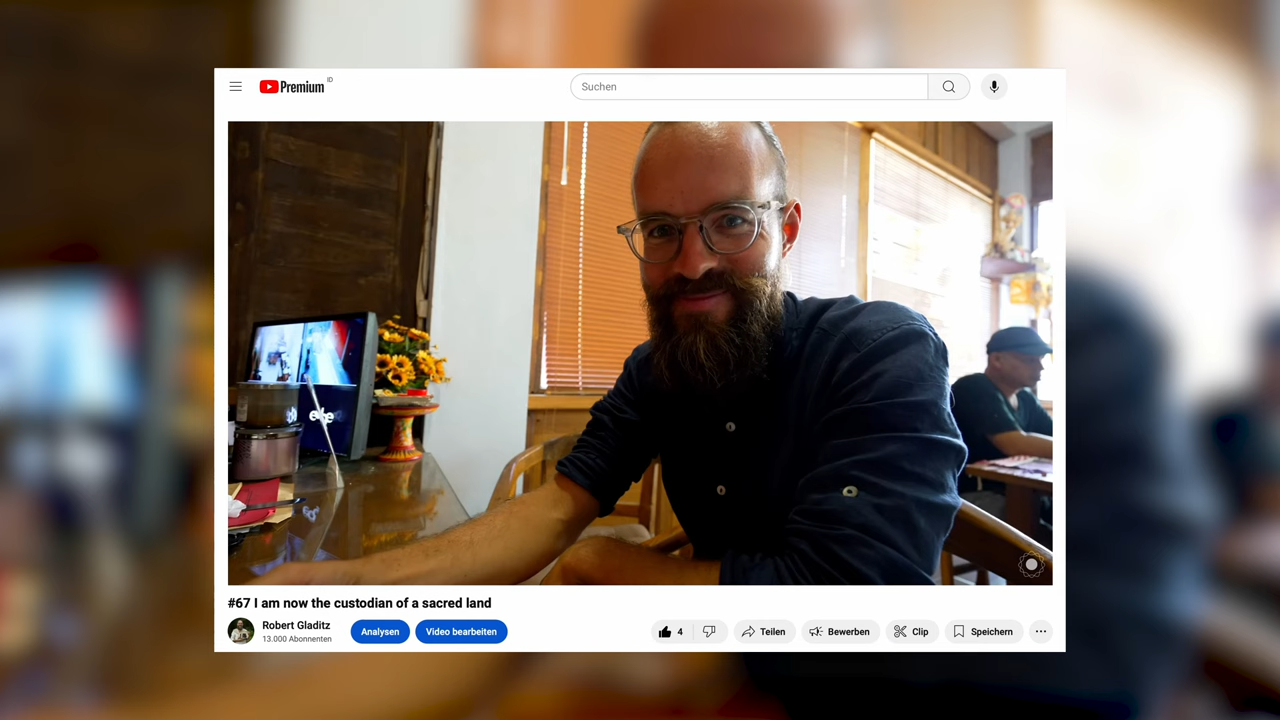 Premium ID
Suchen
#67 I am now the custodian of a sacred land
Robert Gladitz
13.000 Abonnenten
Analysen
Video bearbeiten
4
Teilen
Bewerben
Clip
Speichern